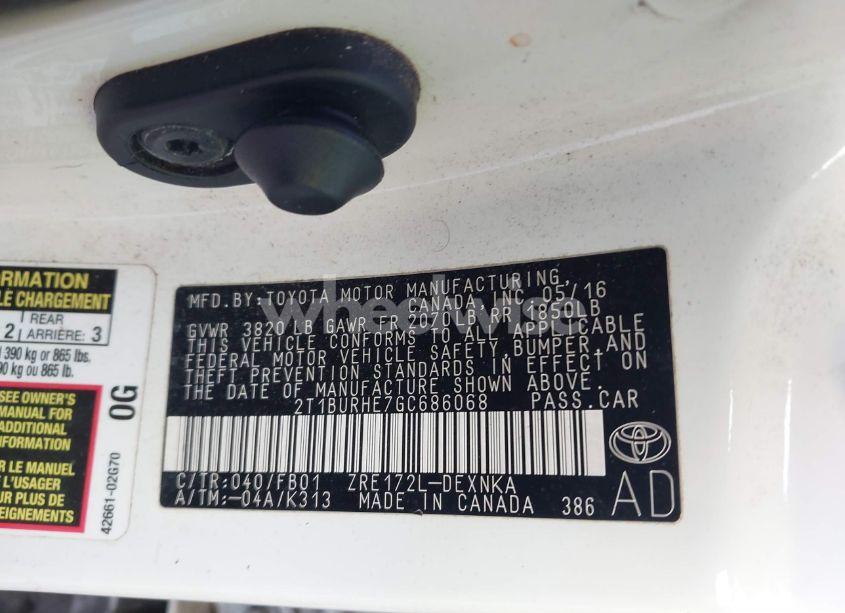 ORMATION
LE CHARGEMENT
REAR
2 ARRIÈRE: 3
390 kg or 865 lbs.
90 kg ou 865 lb.
SEE OWNER'S
MANUAL FOR
ADDITIONAL
INFORMATION
R LE MANUEL
E L'USAGER
UR PLUS DE
SEIGNEMENTS
0G
42661-02G70
MFD.BY:TOYOTA MOTOR MANUFACTURING
CANADA, INC. 05/16
GVWR 3820LB GAWR FR 2070LB RR 1850LB
THIS VEHICLE CONFORMS TO ALL APPLICABLE
FEDERAL MOTOR VEHICLE SAFETY, BUMPER, AND
THEFT PREVENTION STANDARDS IN EFFECT ON
THE DATE OF MANUFACTURE SHOWN ABOVE.
2T1BURHE7GC686068 PASS.CAR
C/TR:040/FB01 ZRE172L-DEXNKA
A/TM:-04A/K313 MADE IN CANADA 386
AD
wheelwise